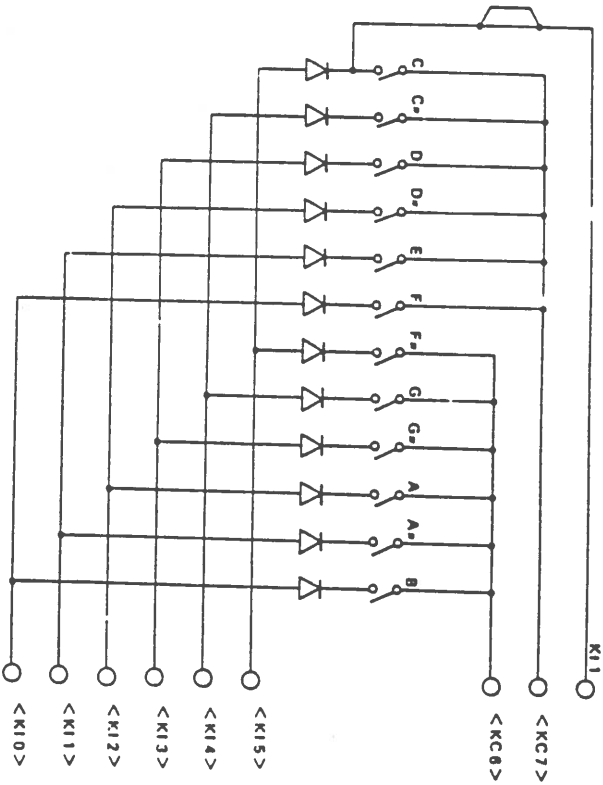 C
C#
D
D#
E
F
F#
G
G#
A
A#
B
KI1
<KC7>
<KC6>
<KI5>
<KI4>
<KI3>
<KI2>
<KI1>
<KI0>